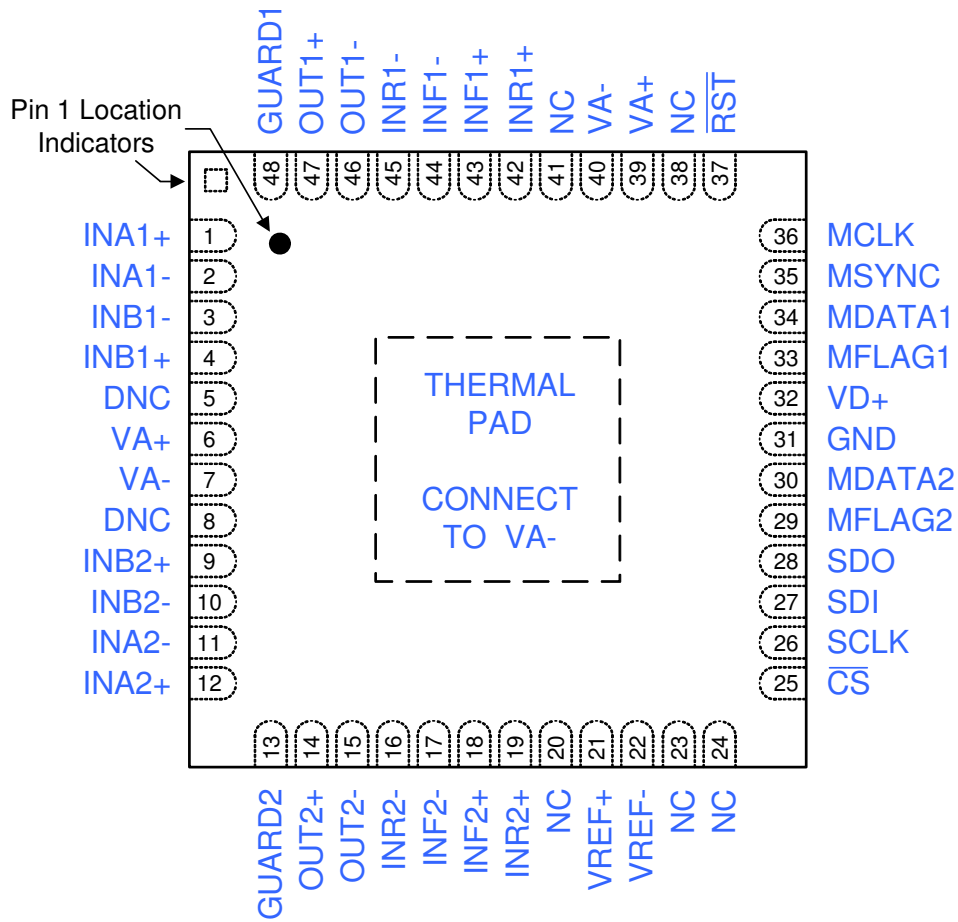 GUARD1
OUT1+
OUT1-
INR1-
INF1-
INF1+
INR1+
NC
VA-
VA+
NC
RST
Pin 1 Location
Indicators
48
47
46
45
44
43
42
41
40
39
38
37
INA1+ 1
INA1- 2
INB1- 3
INB1+ 4
DNC 5
VA+ 6
VA- 7
DNC 8
INB2+ 9
INB2- 10
INA2- 11
INA2+ 12
THERMAL
PAD
CONNECT
TO VA-
36 MCLK
35 MSYNC
34 MDATA1
33 MFLAG1
32 VD+
31 GND
30 MDATA2
29 MFLAG2
28 SDO
27 SDI
26 SCLK
25 CS
13
14
15
16
17
18
19
20
21
22
23
24
GUARD2
OUT2+
OUT2-
INR2-
INF2-
INF2+
INR2+
NC
VREF+
VREF-
NC
NC